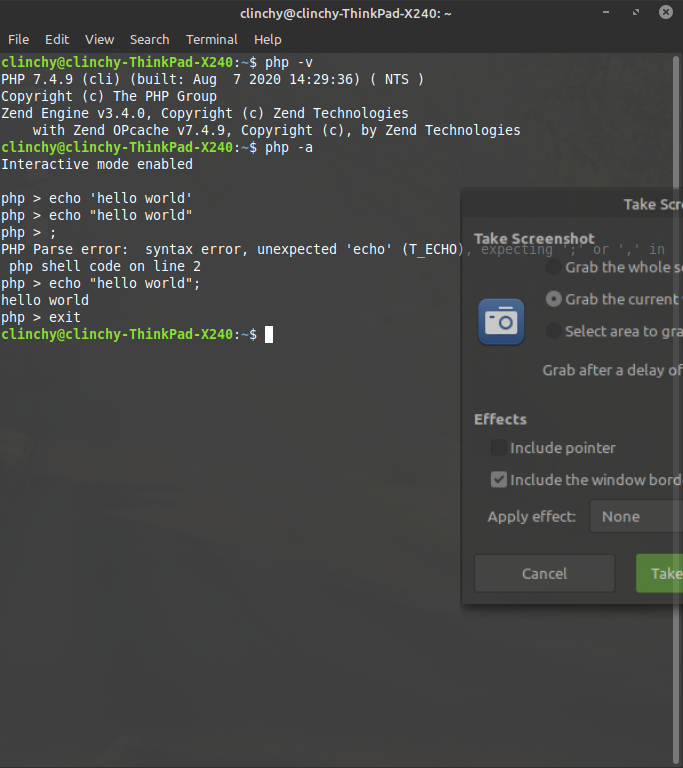 clinchy@clinchy-ThinkPad-X240: ~
File Edit View Search Terminal Help
clinchy@clinchy-ThinkPad-X240:~$ php -v
PHP 7.4.9 (cli) (built: Aug  7 2020 14:29:36) ( NTS )
Copyright (c) The PHP Group
Zend Engine v3.4.0, Copyright (c) Zend Technologies
    with Zend OPcache v7.4.9, Copyright (c), by Zend Technologies
clinchy@clinchy-ThinkPad-X240:~$ php -a
Interactive mode enabled
php > echo 'hello world'
php > echo "hello world"
php > ;
PHP Parse error:  syntax error, unexpected 'echo' (T_ECHO), expecting ';' or ',' in
 php shell code on line 2
php > echo "hello world";
hello world
php > exit
clinchy@clinchy-ThinkPad-X240:~$
Take Scre
Take Screenshot
Grab the whole s
Grab the current
Select area to gra
Grab after a delay of
Effects
Include pointer
Include the window bord
Apply effect: None
Cancel
Take